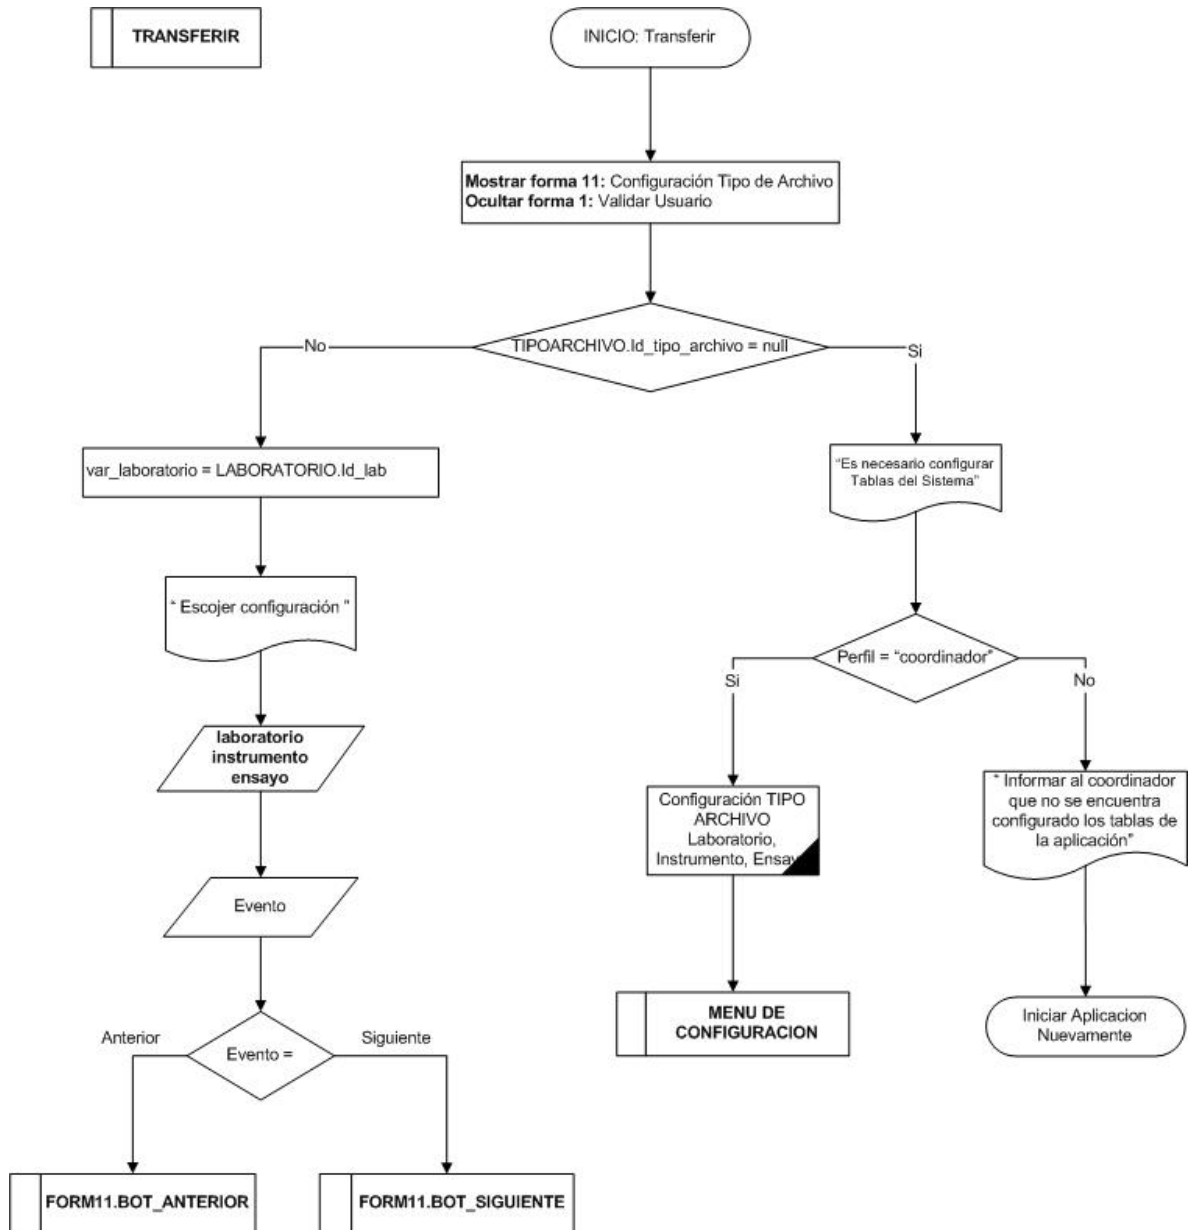 TRANSFERIR
INICIO: Transferir
Mostrar forma 11: Configuración Tipo de Archivo
Ocultar forma 1: Validar Usuario
TIPOARCHIVO.Id_tipo_archivo = null
No
Si
var_laboratorio = LABORATORIO.Id_lab
“Es necesario configurar
Tablas del Sistema”
“ Escojer configuración ”
Perfil = “coordinador”
Si
No
laboratorio
instrumento
ensayo
Configuración TIPO
ARCHIVO
Laboratorio,
Instrumento,
“ Informar al coordinador
que no se encuentra
configurado los tablas de
la aplicación”
Evento
MENU DE
CONFIGURACION
Iniciar Aplicacion
Nuevamente
Anterior
Evento =
Siguiente
FORM11.BOT_ANTERIOR
FORM11.BOT_SIGUIENTE